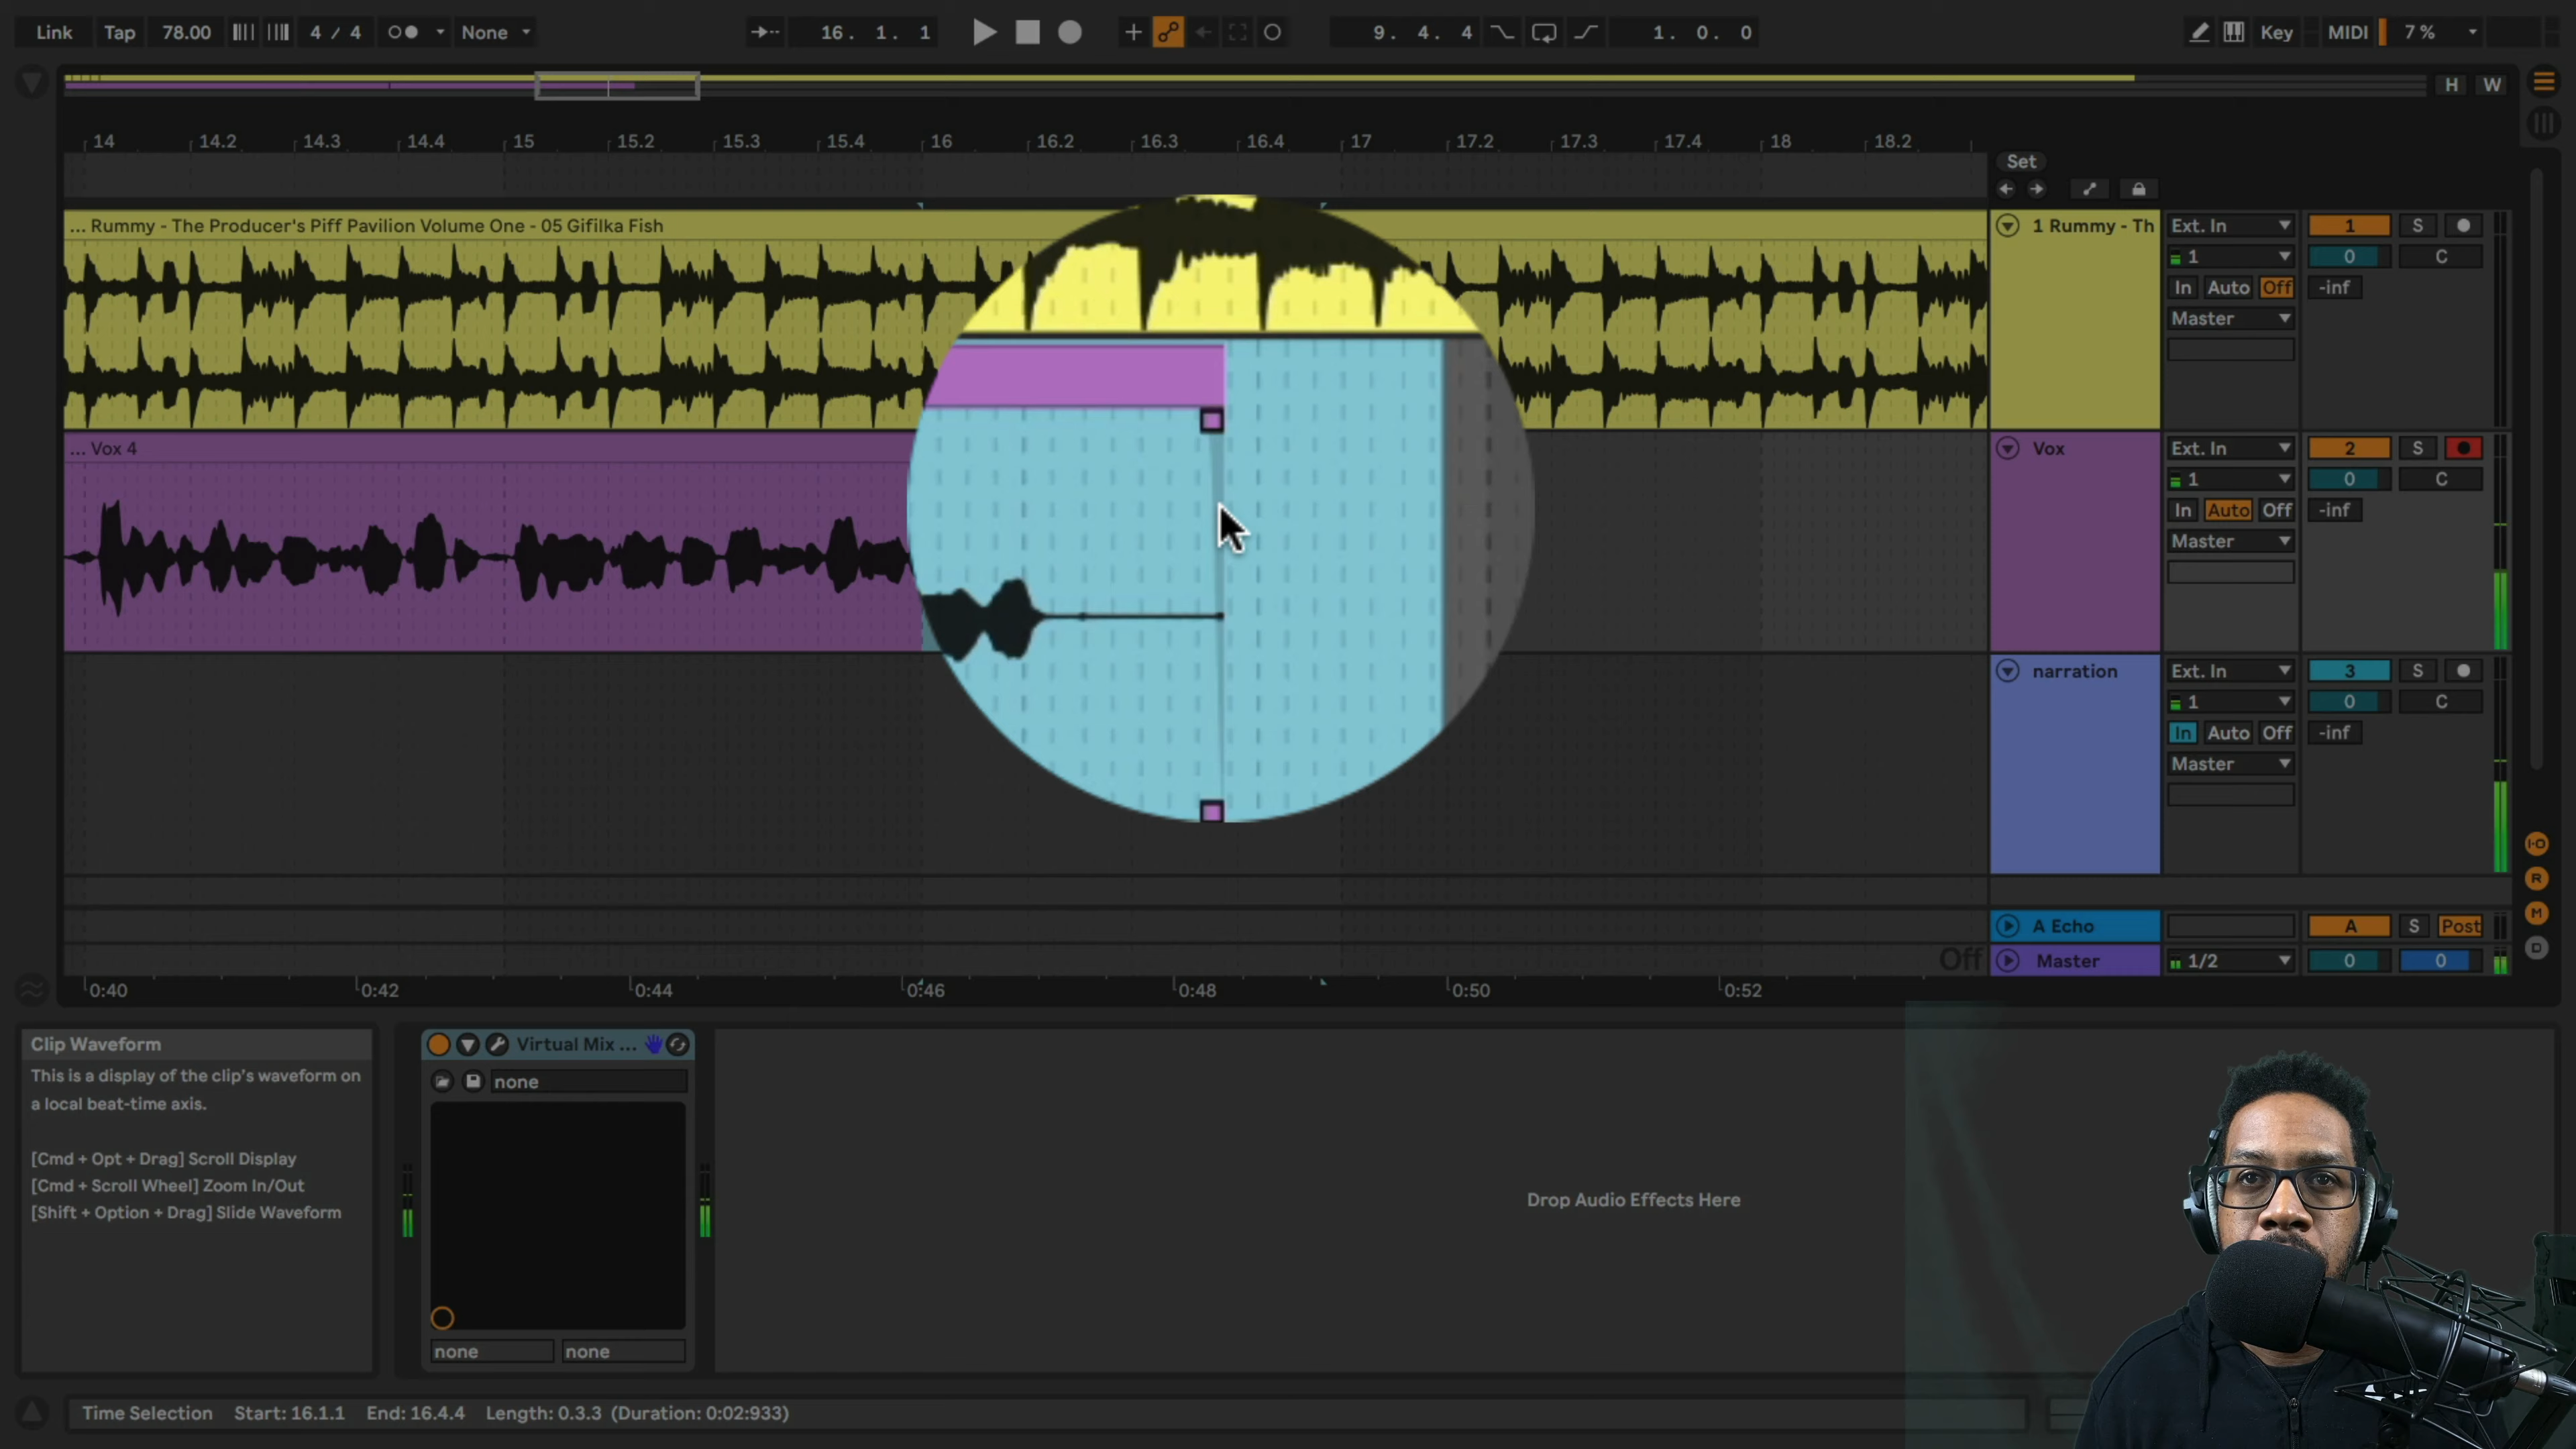 Link Tap 78.00 4 / 4 None 16. 1. 1 9. 4. 4 1. 0. 0 Key MIDI 7 %
H W
14 14.2 14.3 14.4 15 15.2 15.3 15.4 16 16.2 16.3 16.4 17 17.2 17.3 17.4 18 18.2
Set
... Rummy - The Producer's Piff Pavilion Volume One - 05 Gifilka Fish
1 Rummy - Th Ext. In 1 S
1 0 C
In Auto Off -inf
Master
... Vox 4
Vox Ext. In 2 S
1 0 C
In Auto Off -inf
Master
narration Ext. In 3 S
1 0 C
In Auto Off -inf
Master
I-O
R
M
D
A Echo A S Post
Off Master 1/2 0 0
0:40 0:42 0:44 0:46 0:48 0:50 0:52
Clip Waveform
This is a display of the clip's waveform on
a local beat-time axis.
[Cmd + Opt + Drag] Scroll Display
[Cmd + Scroll Wheel] Zoom In/Out
[Shift + Option + Drag] Slide Waveform
Virtual Mix ...
none
none none
Drop Audio Effects Here
Time Selection Start: 16.1.1 End: 16.4.4 Length: 0.3.3 (Duration: 0:02:933)